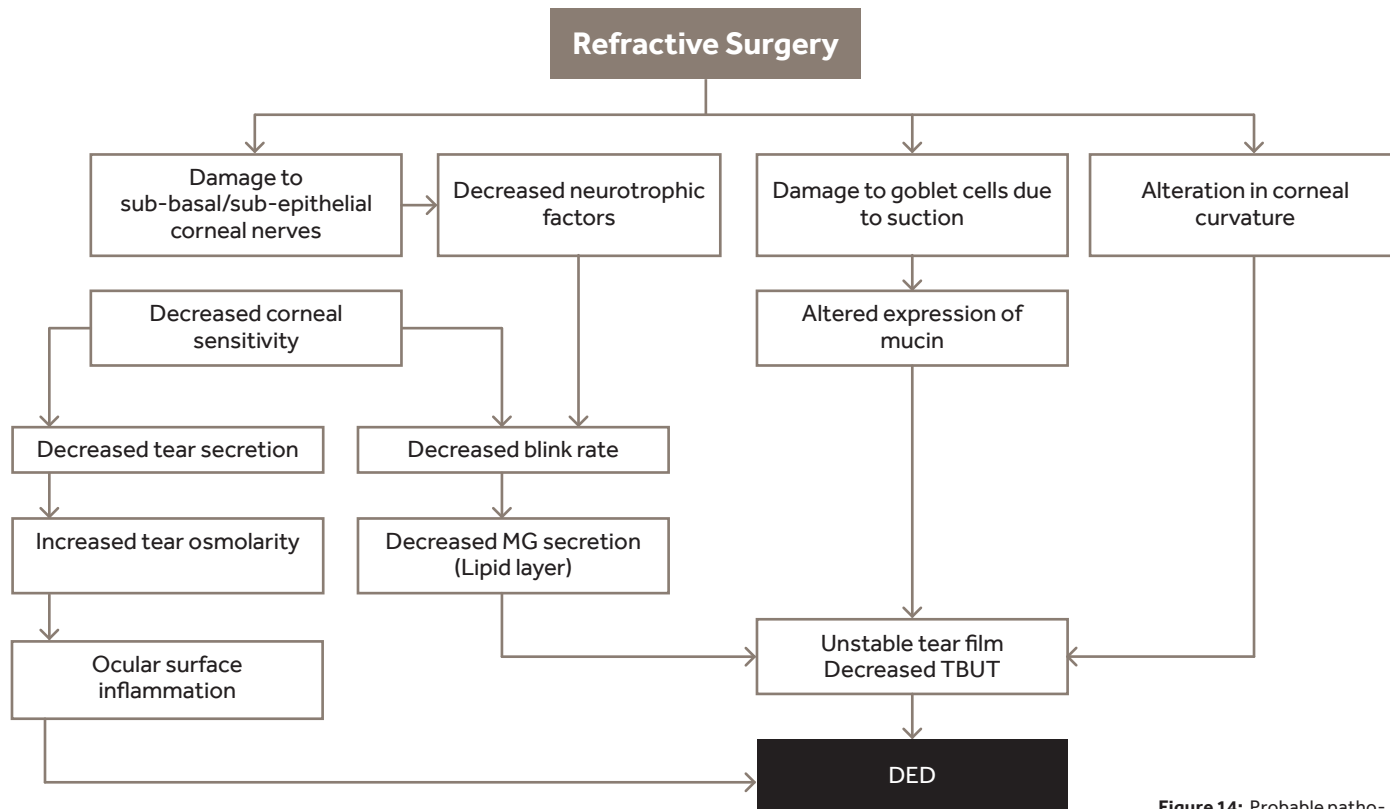 Refractive Surgery
Damage to
sub-basal/sub-epithelial
corneal nerves
Decreased neurotrophic
factors
Damage to goblet cells due
to suction
Alteration in corneal
curvature
Decreased corneal
sensitivity
Altered expression of
mucin
Decreased tear secretion
Decreased blink rate
Increased tear osmolarity
Decreased MG secretion
(Lipid layer)
Ocular surface
inflammation
Unstable tear film
Decreased TBUT
DED
Figure 14: Probable patho-